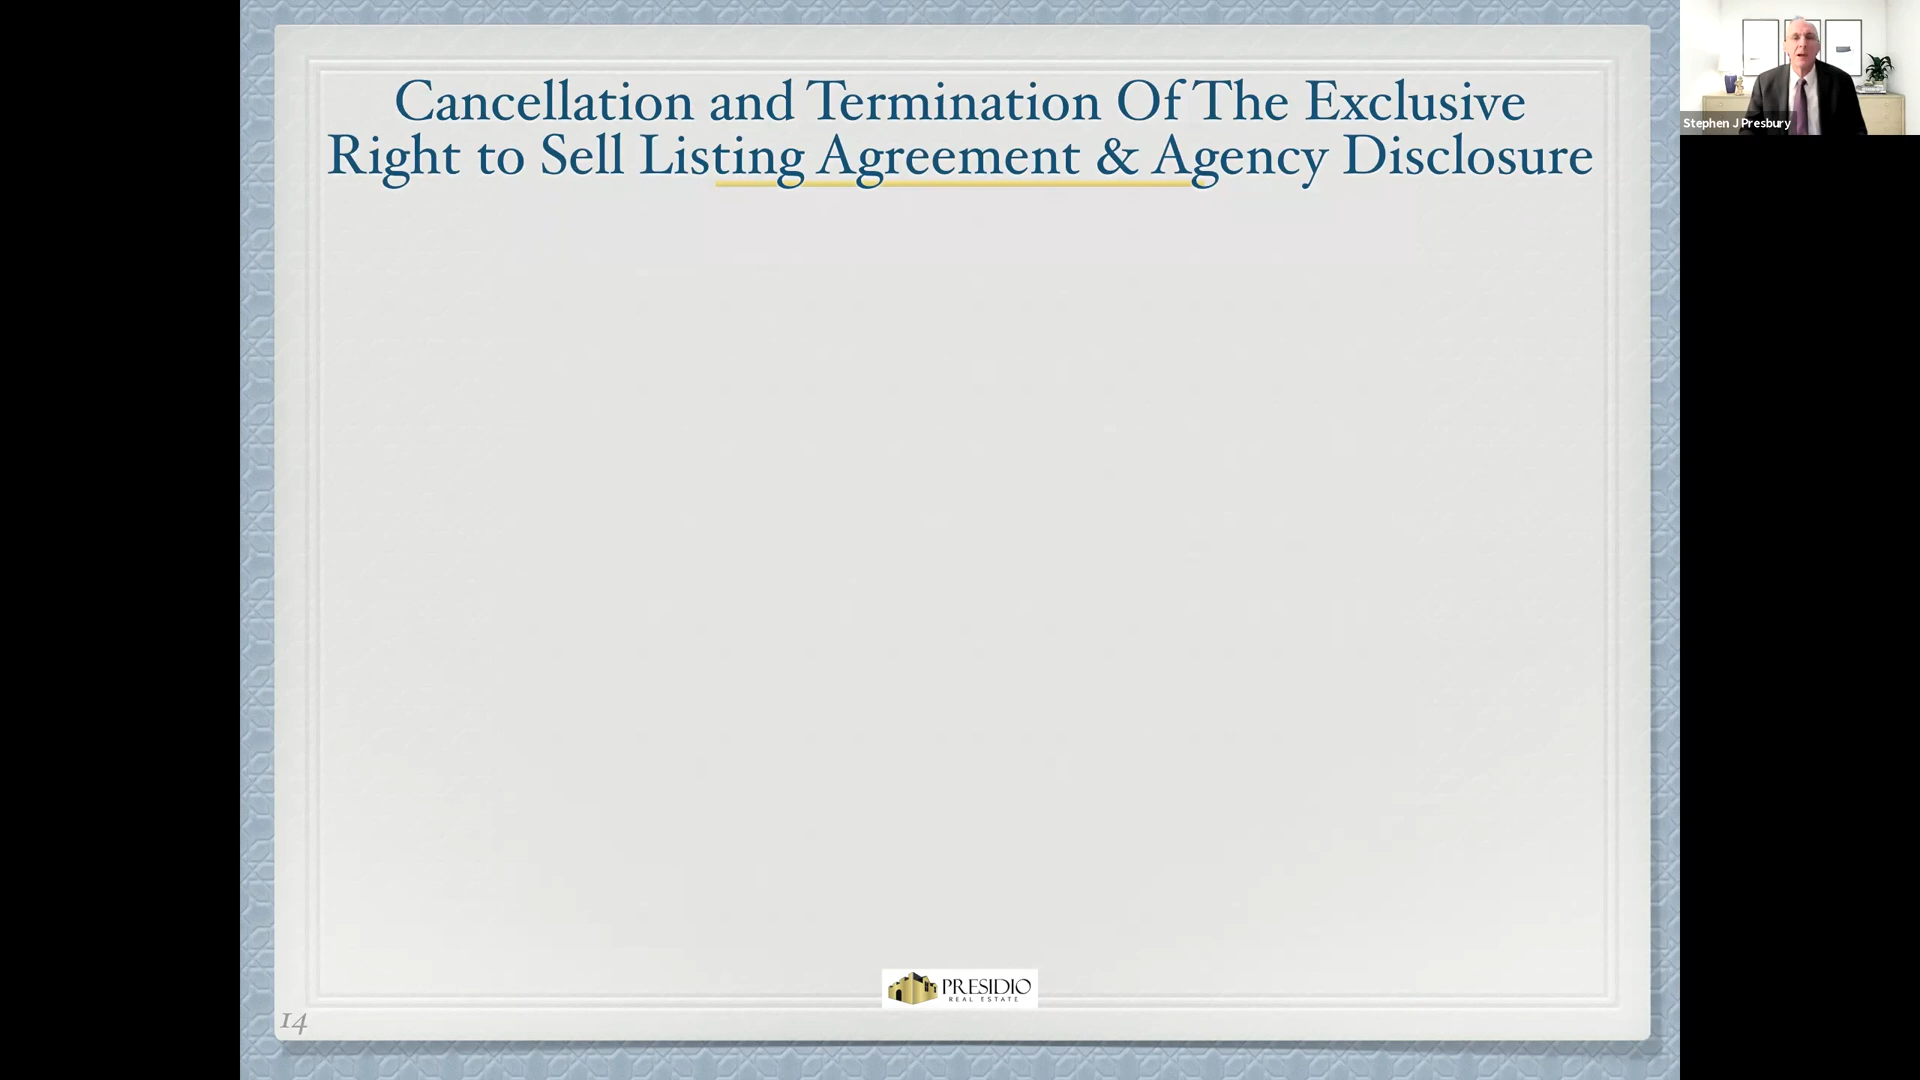 Cancellation and Termination Of The Exclusive
Right to Sell Listing Agreement & Agency Disclosure
Stephen J Presbury
PRESIDIO
REAL ESTATE
14